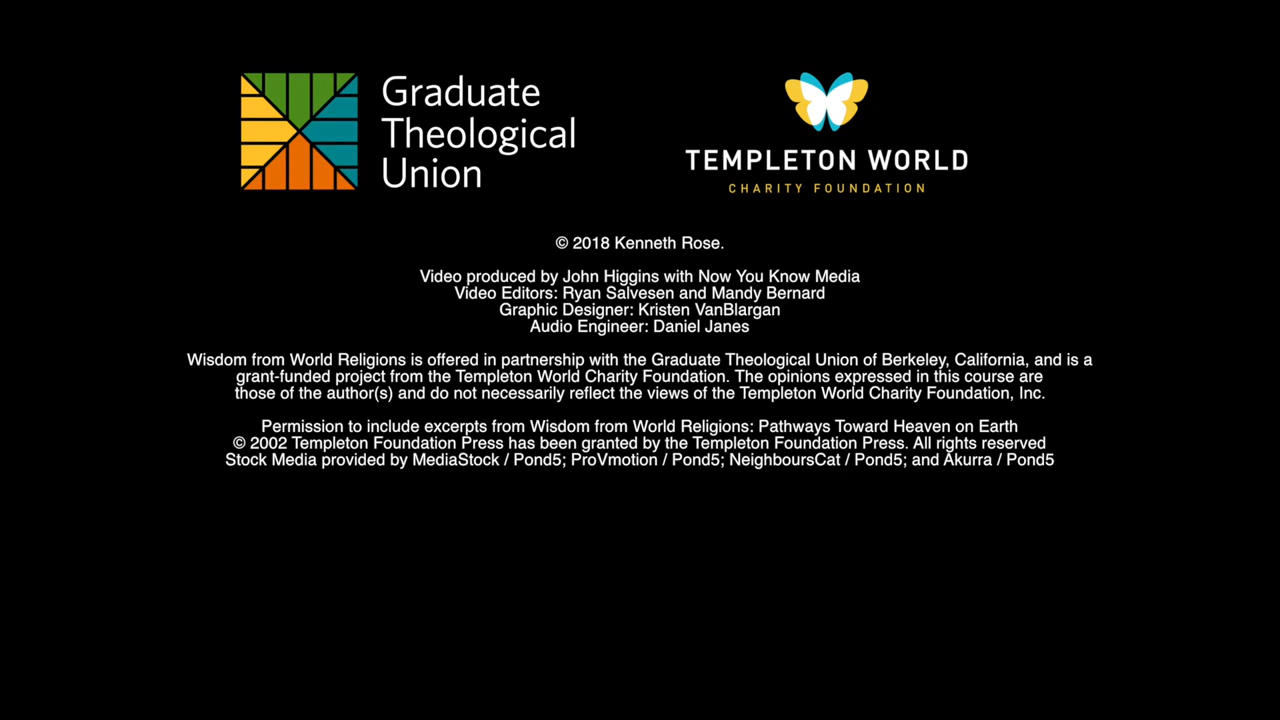 Graduate
Theological
Union
TEMPLETON WORLD
CHARITY FOUNDATION
© 2018 Kenneth Rose.
Video produced by John Higgins with Now You Know Media
Video Editors: Ryan Salvesen and Mandy Bernard
Graphic Designer: Kristen VanBlargan
Audio Engineer: Daniel Janes
Wisdom from World Religions is offered in partnership with the Graduate Theological Union of Berkeley, California, and is a
grant-funded project from the Templeton World Charity Foundation. The opinions expressed in this course are
those of the author(s) and do not necessarily reflect the views of the Templeton World Charity Foundation, Inc.
Permission to include excerpts from Wisdom from World Religions: Pathways Toward Heaven on Earth
© 2002 Templeton Foundation Press has been granted by the Templeton Foundation Press. All rights reserved
Stock Media provided by MediaStock / Pond5; ProVmotion / Pond5; NeighboursCat / Pond5; and Akurra / Pond5